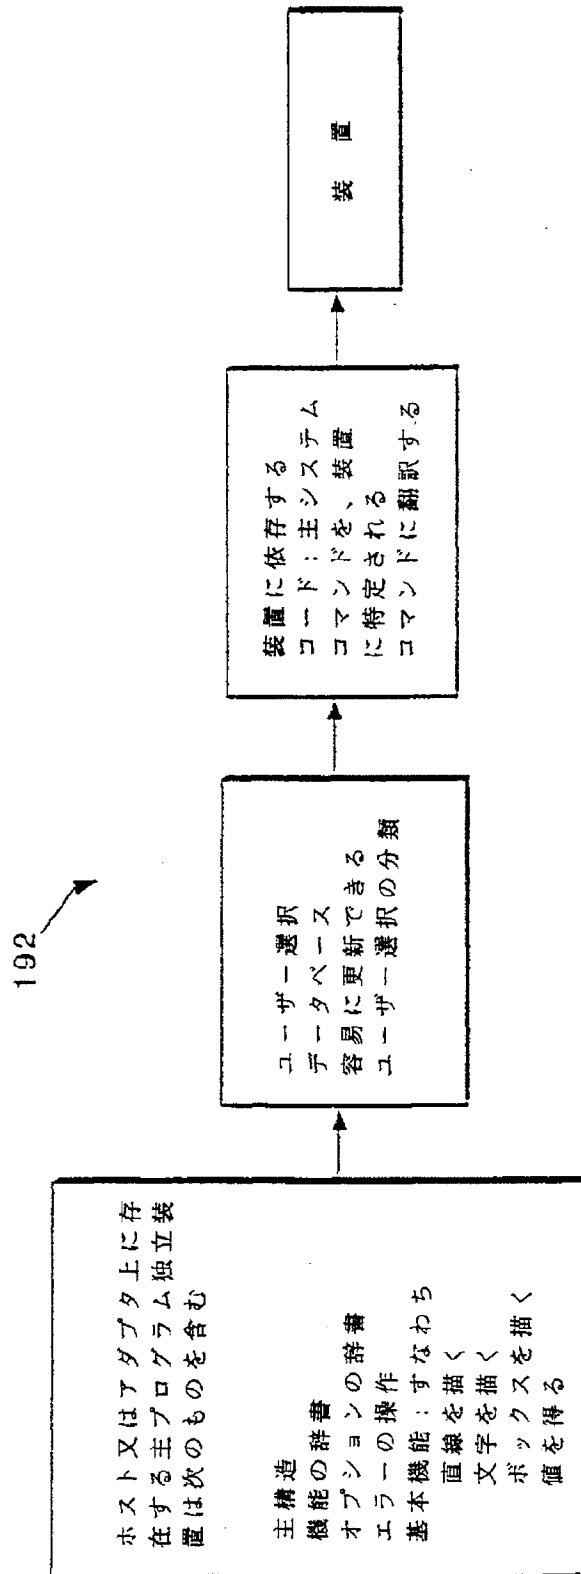 192
ホスト又はアダプタ上に存
在する主プログラム独立装
置は次のものを含む
主構造
機能の辞書
オプションの辞書
エラーの操作
基本機能：すなわち
直線を描く
文字を描く
ボックスを描く
値を得る
ユーザー選択
データベース
容易に更新できる
ユーザー選択の分類
装置に依存する
コード：主システム
コマンドを、装置
に特定される
コマンドに翻訳する
装置